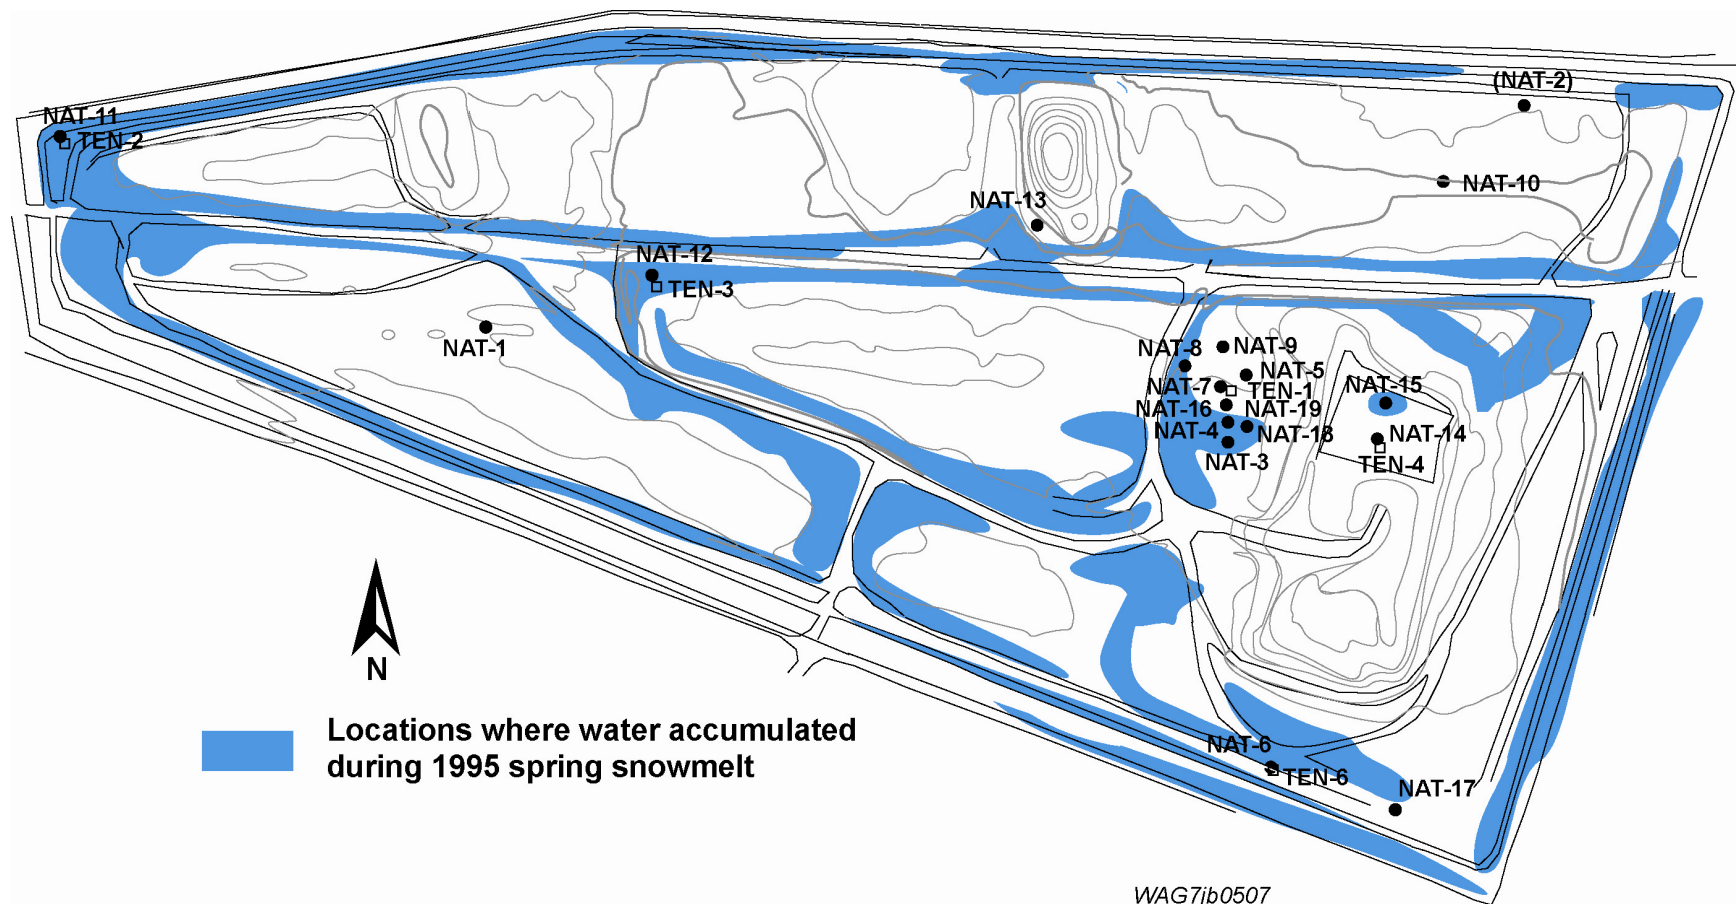 (NAT-2)
NAT-11
TEN-2
NAT-10
NAT-13
NAT-12
TEN-3
NAT-1
NAT-8
NAT-9
NAT-5
NAT-7
TEN-1
NAT-15
NAT-16
NAT-19
NAT-4
NAT-18
NAT-14
NAT-3
TEN-4
N
Locations where water accumulated
during 1995 spring snowmelt
NAT-6
TEN-6
NAT-17
WAG7jb0507